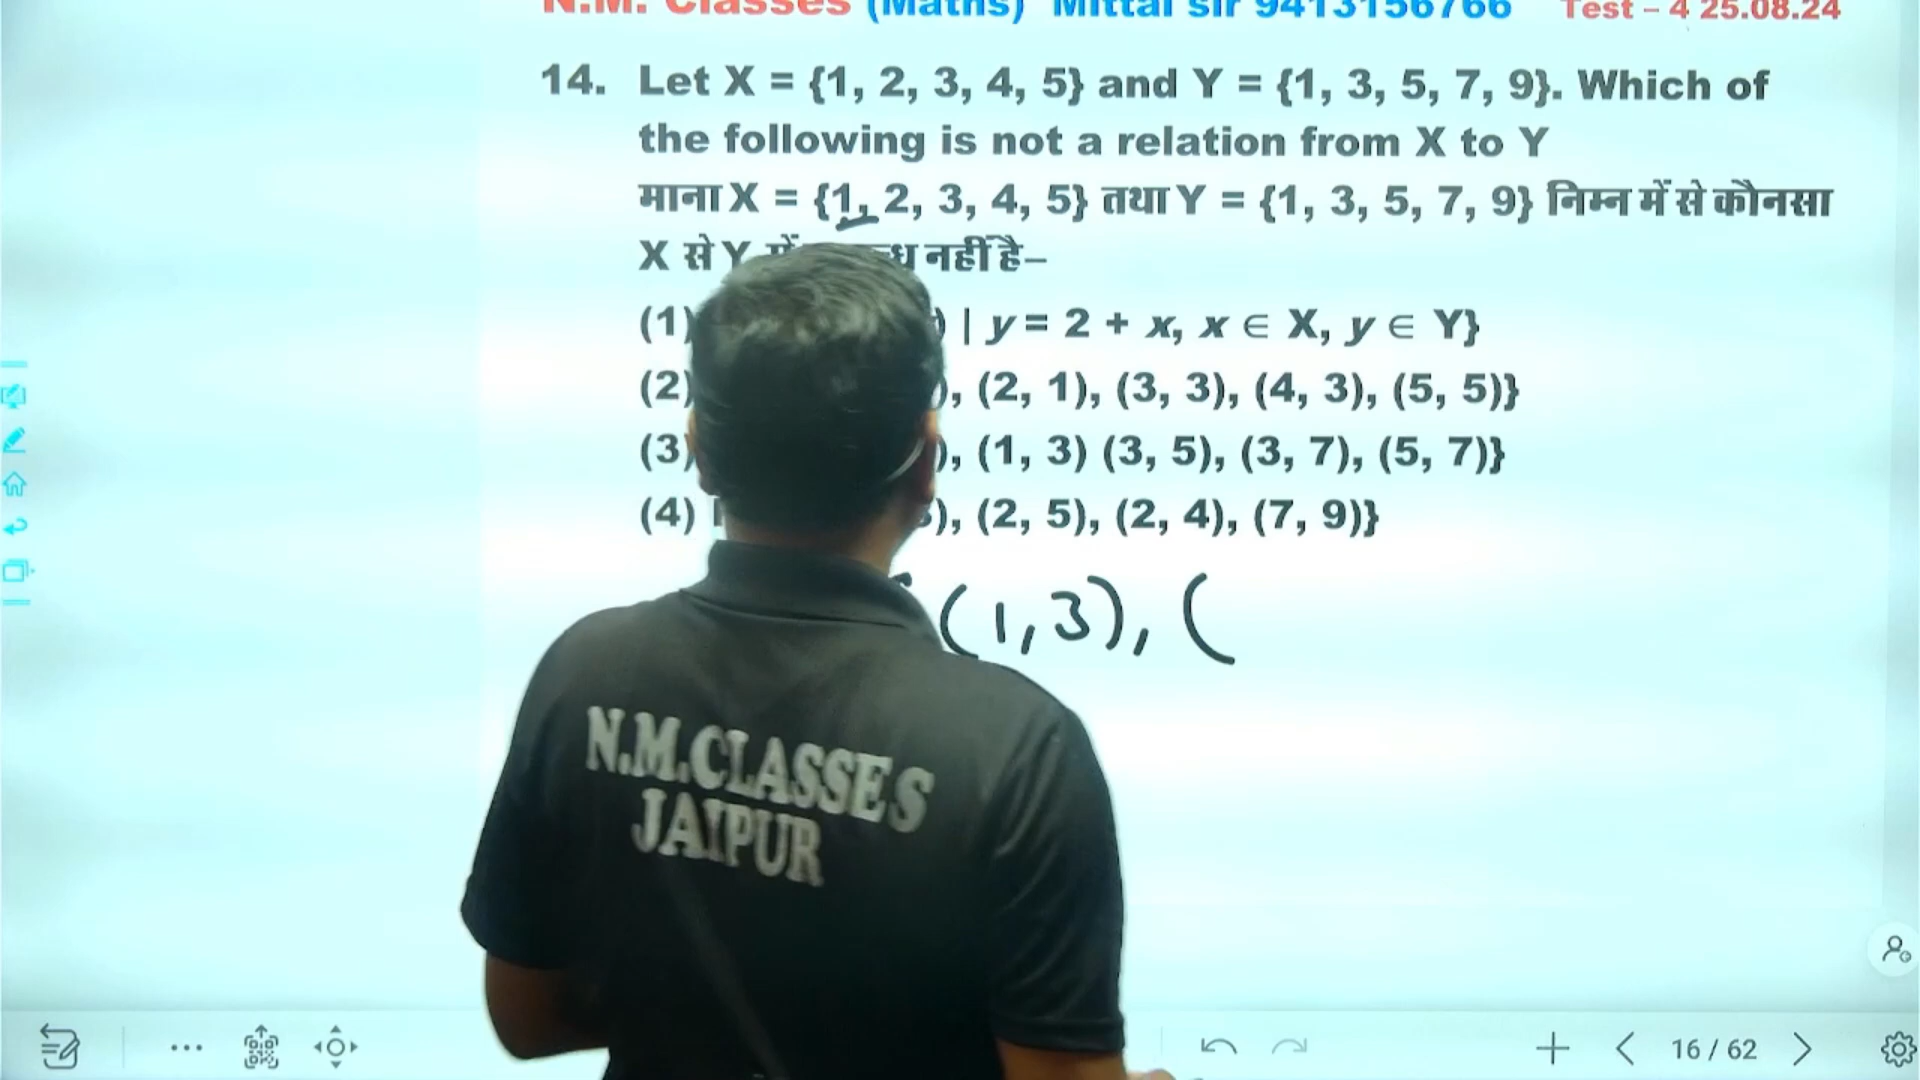 N.M. Classes (Maths) Mittal sir 9413156766 Test – 4 25.08.24
14. Let X = {1, 2, 3, 4, 5} and Y = {1, 3, 5, 7, 9}. Which of
the following is not a relation from X to Y
माना X = {1, 2, 3, 4, 5} तथा Y = {1, 3, 5, 7, 9} निम्न में से कौनसा
X से Y में नहीं है–
(1) ) | y = 2 + x, x ∈ X, y ∈ Y}
(2) ), (2, 1), (3, 3), (4, 3), (5, 5)}
(3) ), (1, 3) (3, 5), (3, 7), (5, 7)}
(4) ), (2, 5), (2, 4), (7, 9)}
(1,3), (
N.M.CLASSES
JAIPUR
16 / 62